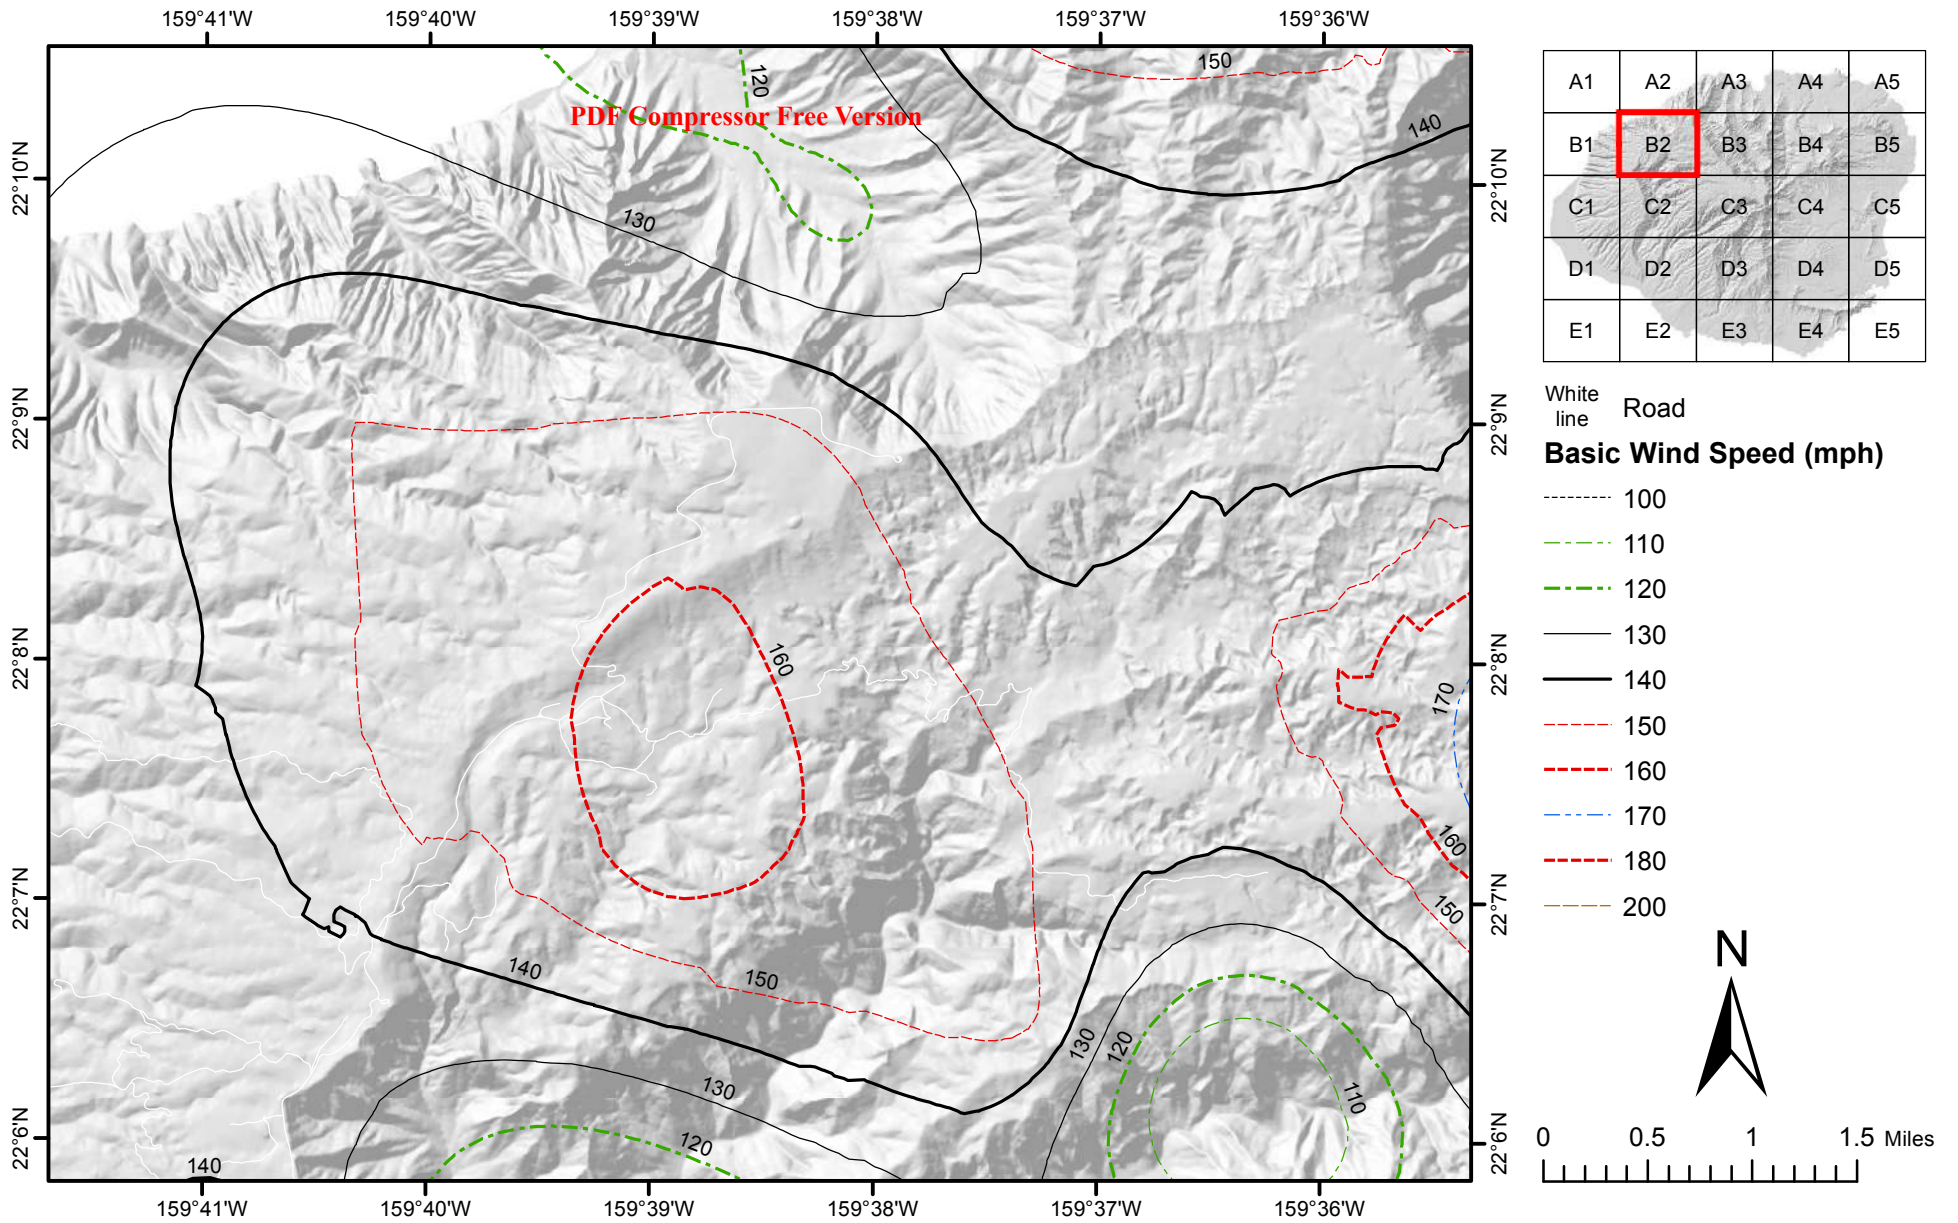 159°41'W 159°40'W 159°39'W 159°38'W 159°37'W 159°36'W
150
120
PDF Compressor Free Version
140
22°10'N
22°10'N
130
22°9'N
22°9'N
22°8'N
22°8'N
160
170
160
22°7'N
22°7'N
150
140
150
130
120
130
110
120
22°6'N
22°6'N
140
159°41'W 159°40'W 159°39'W 159°38'W 159°37'W 159°36'W
A1 A2 A3 A4 A5
B1 B2 B3 B4 B5
C1 C2 C3 C4 C5
D1 D2 D3 D4 D5
E1 E2 E3 E4 E5
White
line
Road
Basic Wind Speed (mph)
100
110
120
130
140
150
160
170
180
200
N
0 0.5 1 1.5 Miles